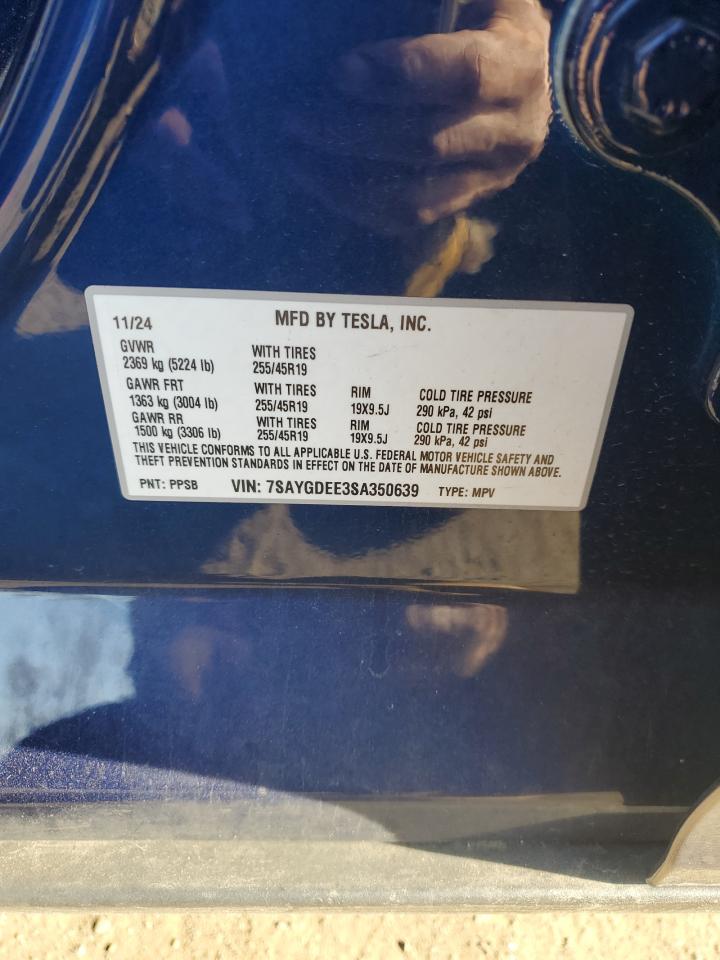 11/24 MFD BY TESLA, INC.
GVWR
2369 kg (5224 lb) WITH TIRES 255/45R19
GAWR FRT
1363 kg (3004 lb) WITH TIRES 255/45R19 RIM 19X9.5J COLD TIRE PRESSURE 290 kPa, 42 psi
GAWR RR
1500 kg (3306 lb) WITH TIRES 255/45R19 RIM 19X9.5J COLD TIRE PRESSURE 290 kPa, 42 psi
THIS VEHICLE CONFORMS TO ALL APPLICABLE U.S. FEDERAL MOTOR VEHICLE SAFETY AND
THEFT PREVENTION STANDARDS IN EFFECT ON THE DATE OF MANUFACTURE SHOWN ABOVE.
PNT: PPSB VIN: 7SAYGDEE3SA350639 TYPE: MPV